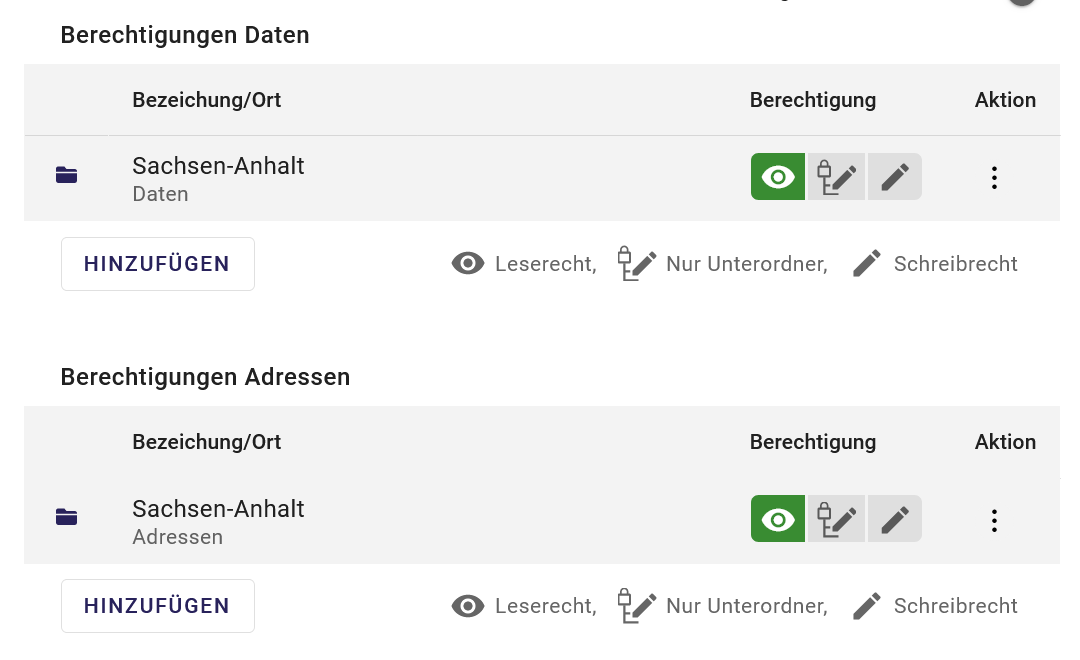 Berechtigungen Daten
Bezeichung/Ort Berechtigung Aktion
Sachsen-Anhalt
Daten
HINZUFÜGEN Leserecht, Nur Unterordner, Schreibrecht
Berechtigungen Adressen
Bezeichung/Ort Berechtigung Aktion
Sachsen-Anhalt
Adressen
HINZUFÜGEN Leserecht, Nur Unterordner, Schreibrecht